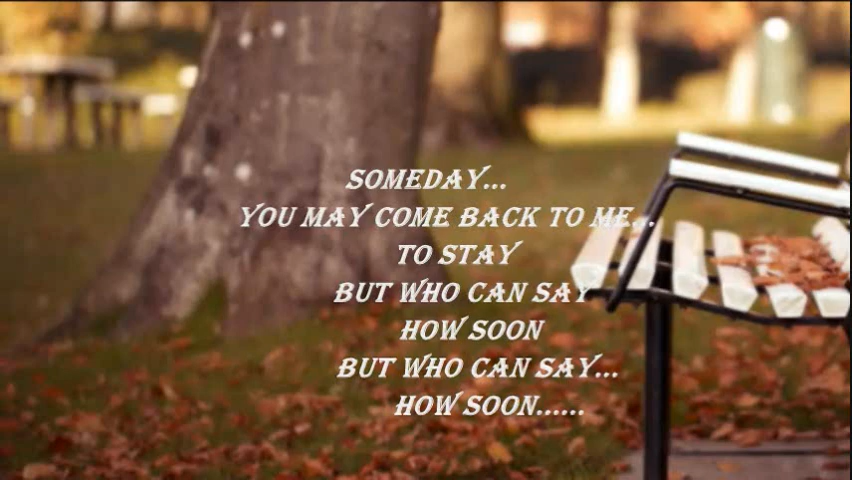 SOMEDAY...
YOU MAY COME BACK TO ME...
TO STAY
BUT WHO CAN SAY
HOW SOON
BUT WHO CAN SAY...
HOW SOON......